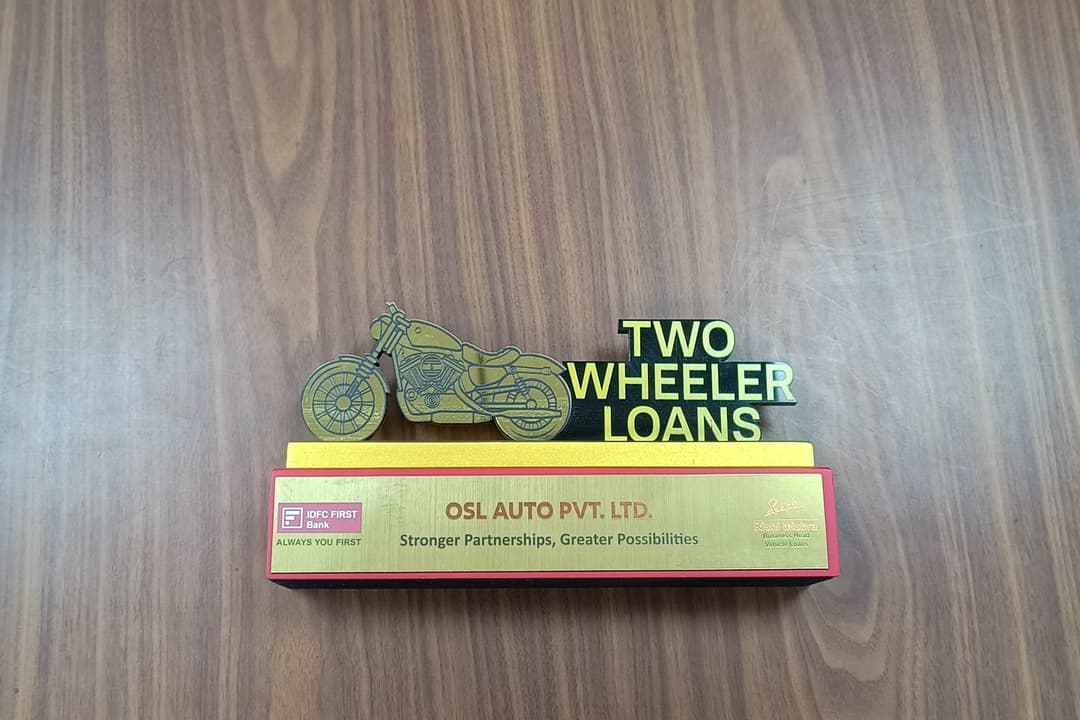 TWO
WHEELER
LOANS
IDFC FIRST
Bank
ALWAYS YOU FIRST
OSL AUTO PVT. LTD.
Stronger Partnerships, Greater Possibilities
Business Head
Vehicle Loans